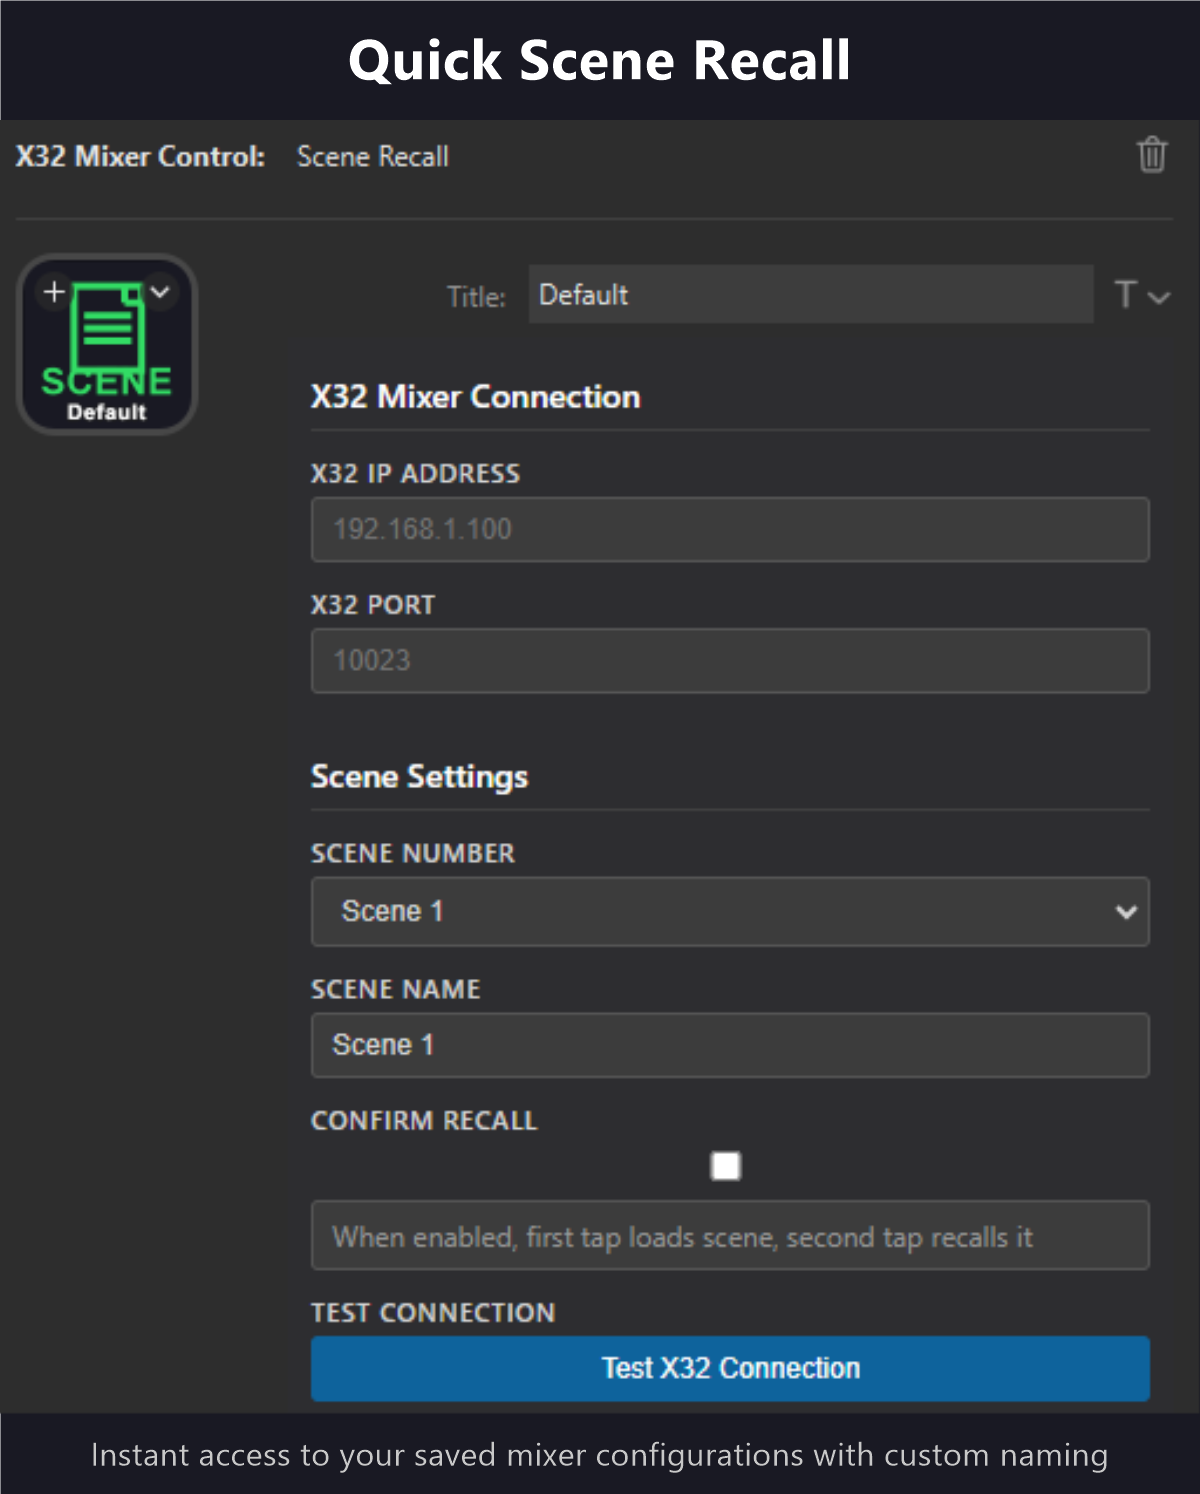 Quick Scene Recall
X32 Mixer Control: Scene Recall
SCENE
Default
Title: Default T
X32 Mixer Connection
X32 IP ADDRESS
192.168.1.100
X32 PORT
10023
Scene Settings
SCENE NUMBER
Scene 1
SCENE NAME
Scene 1
CONFIRM RECALL
When enabled, first tap loads scene, second tap recalls it
TEST CONNECTION
Test X32 Connection
Instant access to your saved mixer configurations with custom naming